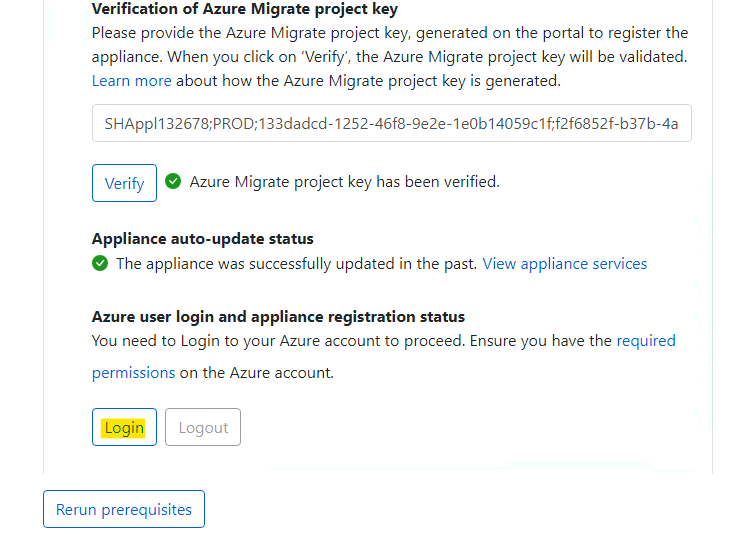 Verification of Azure Migrate project key
Please provide the Azure Migrate project key, generated on the portal to register the
appliance. When you click on ‘Verify’, the Azure Migrate project key will be validated.
Learn more about how the Azure Migrate project key is generated.
SHAppl132678;PROD;133dadcd-1252-46f8-9e2e-1e0b14059c1f;f2f6852f-b37b-4a
Verify Azure Migrate project key has been verified.
Appliance auto-update status
The appliance was successfully updated in the past. View appliance services
Azure user login and appliance registration status
You need to Login to your Azure account to proceed. Ensure you have the required
permissions on the Azure account.
Login Logout
Rerun prerequisites